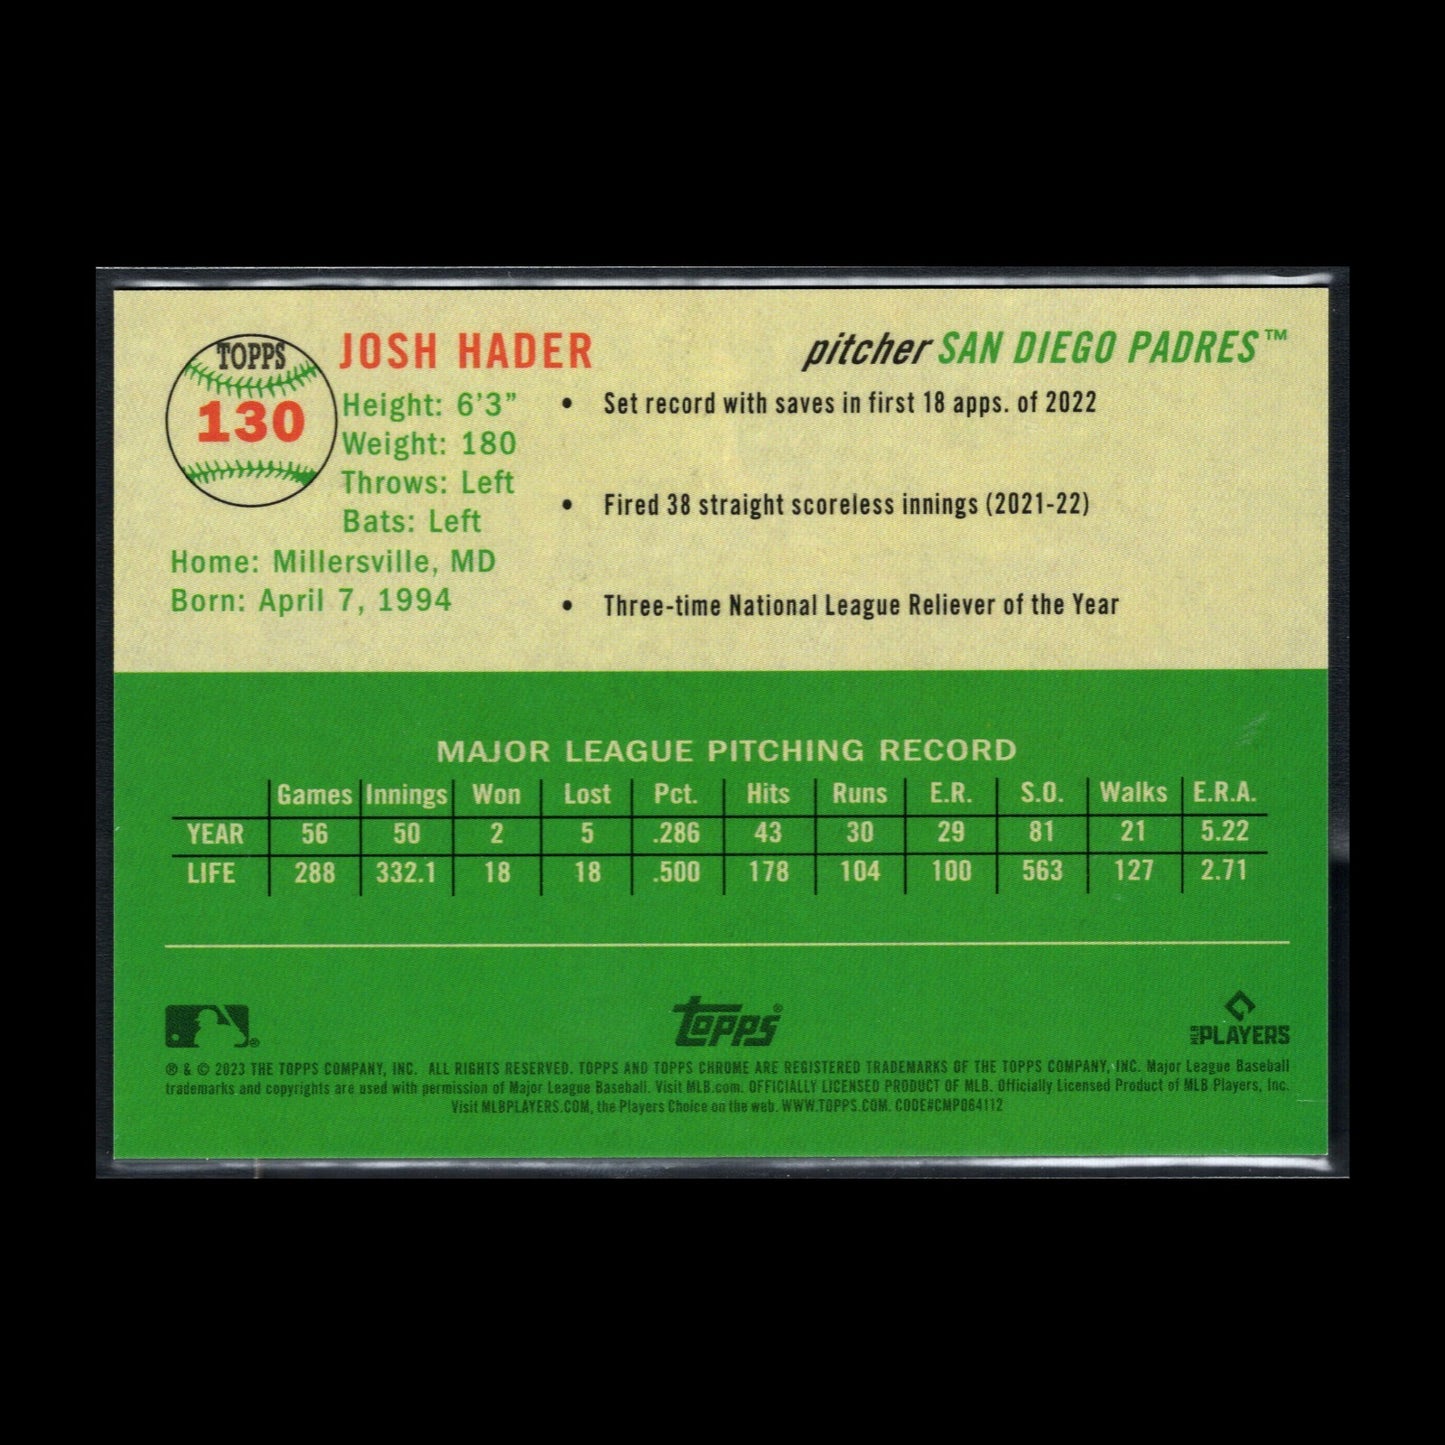 TOPPS
130
JOSH HADER
pitcher SAN DIEGO PADRES™
Height: 6'3"
Weight: 180
Throws: Left
Bats: Left
Home: Millersville, MD
Born: April 7, 1994
• Set record with saves in first 18 apps. of 2022
• Fired 38 straight scoreless innings (2021-22)
• Three-time National League Reliever of the Year
MAJOR LEAGUE PITCHING RECORD
Games Innings Won Lost Pct. Hits Runs E.R. S.O. Walks E.R.A.
YEAR 56 50 2 5 .286 43 30 29 81 21 5.22
LIFE 288 332.1 18 18 .500 178 104 100 563 127 2.71
®
Topps®
MLB PLAYERS
® & © 2023 THE TOPPS COMPANY, INC. ALL RIGHTS RESERVED. TOPPS AND TOPPS CHROME ARE REGISTERED TRADEMARKS OF THE TOPPS COMPANY, INC. Major League Baseball
trademarks and copyrights are used with permission of Major League Baseball. Visit MLB.com. OFFICIALLY LICENSED PRODUCT OF MLB. Officially Licensed Product of MLB Players, Inc.
Visit MLBPLAYERS.COM, the Players Choice on the web. WWW.TOPPS.COM. CODE#CMP084112